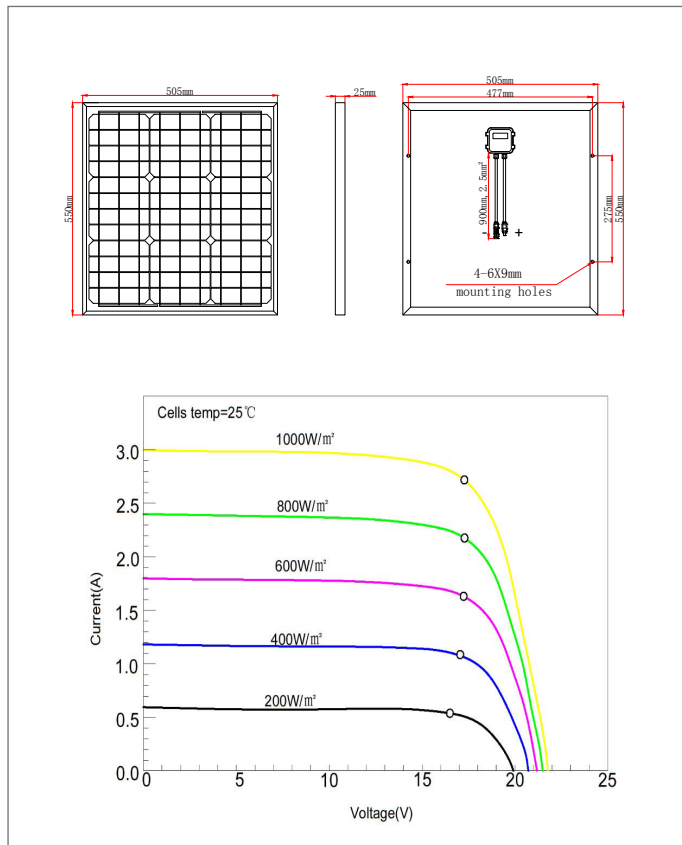 505mm
25mm
505mm
477mm
550mm
900mm, 2.5mm²
- +
275mm
550mm
4-6X9mm
mounting holes
Cells temp=25℃
1000W/㎡
3.0
800W/㎡
2.5
2.0
600W/㎡
1.5
400W/㎡
1.0
200W/㎡
0.5
0.0
Current(A)
0 5 10 15 20 25
Voltage(V)